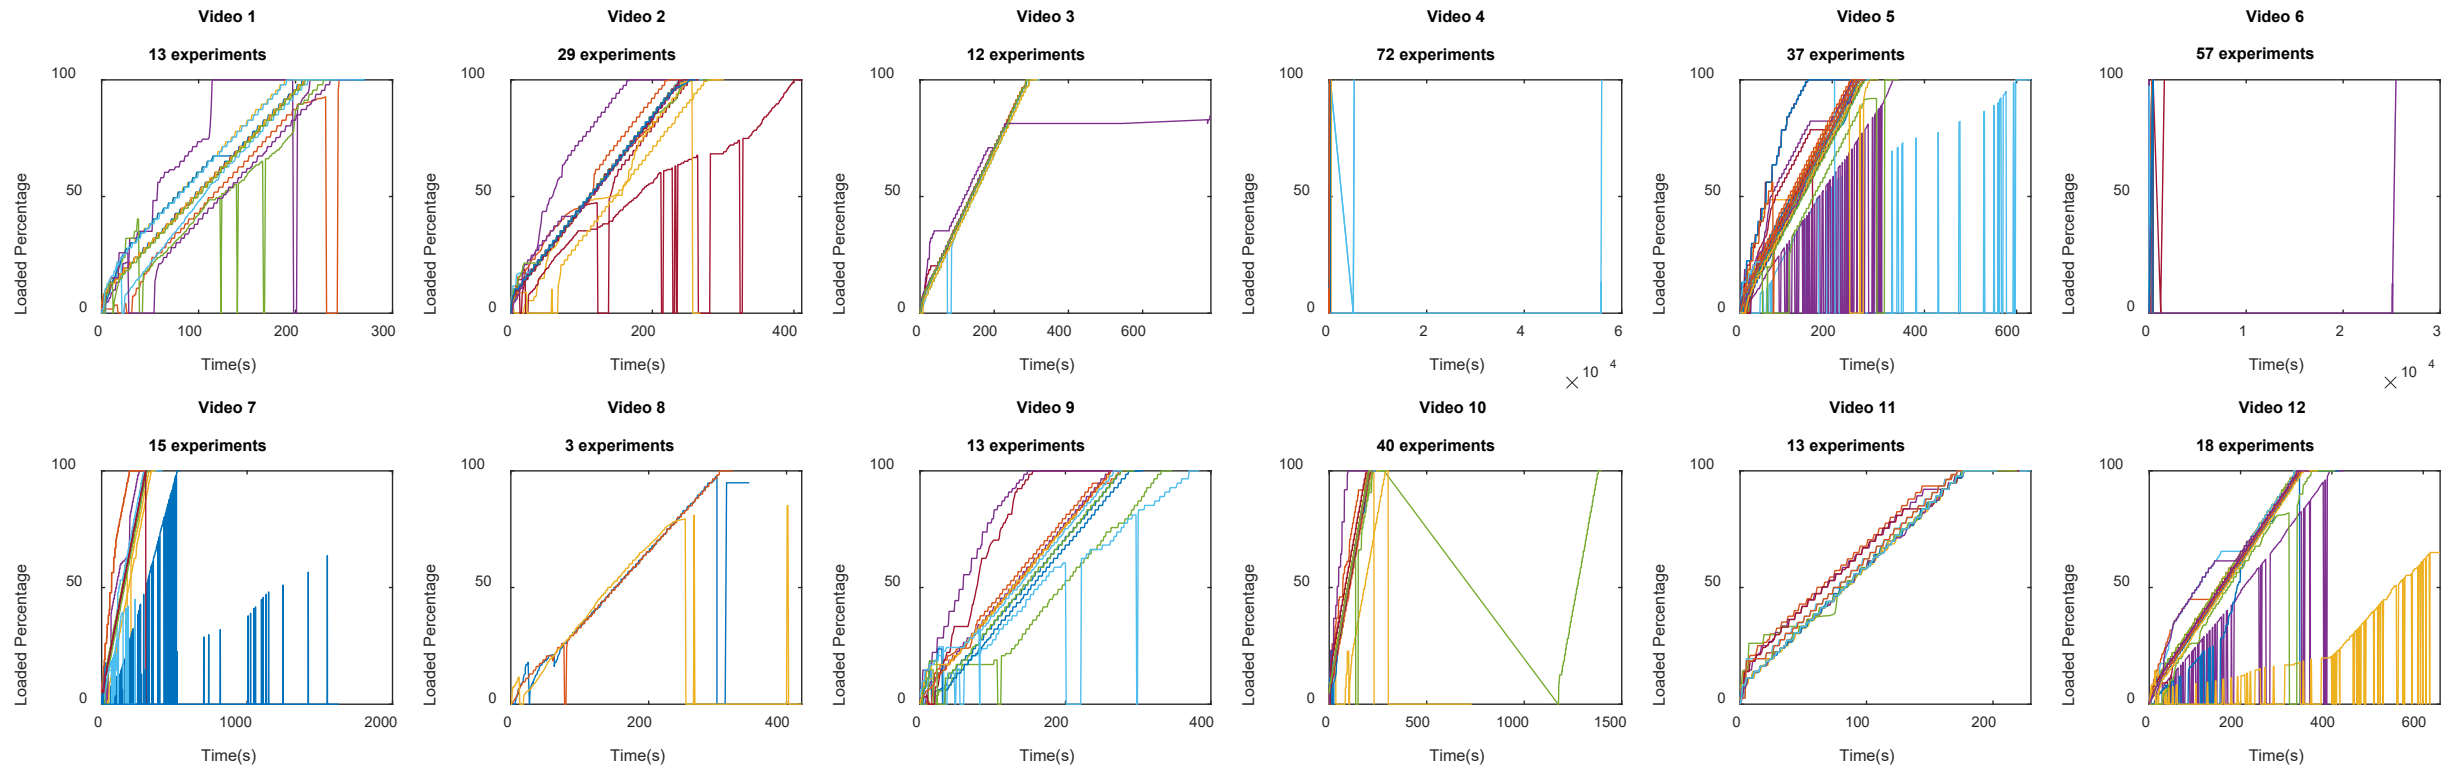 Video 1
13 experiments
100
50
0
0
100
200
300
Loaded Percentage
Time(s)
Video 2
29 experiments
100
50
0
0
200
400
Loaded Percentage
Time(s)
Video 3
12 experiments
100
50
0
0
200
400
600
Loaded Percentage
Time(s)
Video 4
72 experiments
100
50
0
0
2
4
6
Loaded Percentage
Time(s)
× 10 4
Video 5
37 experiments
100
50
0
0
200
400
600
Loaded Percentage
Time(s)
Video 6
57 experiments
100
50
0
0
1
2
3
Loaded Percentage
Time(s)
× 10 4
Video 7
15 experiments
100
50
0
0
1000
2000
Loaded Percentage
Time(s)
Video 8
3 experiments
100
50
0
0
200
400
Loaded Percentage
Time(s)
Video 9
13 experiments
100
50
0
0
200
400
Loaded Percentage
Time(s)
Video 10
40 experiments
100
50
0
0
500
1000
1500
Loaded Percentage
Time(s)
Video 11
13 experiments
100
50
0
0
100
200
Loaded Percentage
Time(s)
Video 12
18 experiments
100
50
0
0
200
400
600
Loaded Percentage
Time(s)